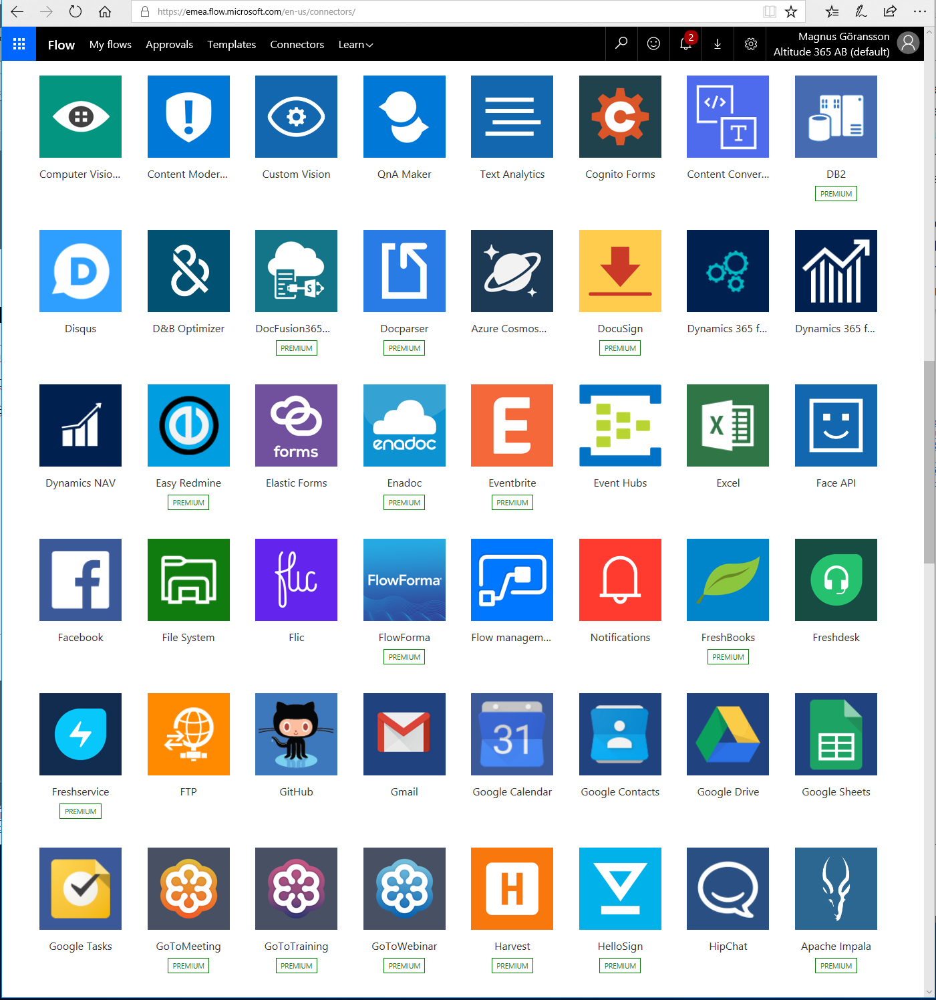 https://emea.flow.microsoft.com/en-us/connectors/
Flow My flows Approvals Templates Connectors Learn
2
Magnus Göransson
Altitude 365 AB (default)
</> T
Computer Visio... Content Moder... Custom Vision QnA Maker Text Analytics Cognito Forms Content Conver... DB2
PREMIUM
D & S
Disqus D&B Optimizer DocFusion365... Docparser Azure Cosmos... DocuSign Dynamics 365 f... Dynamics 365 f...
PREMIUM PREMIUM PREMIUM
forms enadoc E X
Dynamics NAV Easy Redmine Elastic Forms Enadoc Eventbrite Event Hubs Excel Face API
PREMIUM PREMIUM PREMIUM
f flic FlowForma
Facebook File System Flic FlowForma Flow managem... Notifications FreshBooks Freshdesk
PREMIUM PREMIUM
31
Freshservice FTP GitHub Gmail Google Calendar Google Contacts Google Drive Google Sheets
PREMIUM
H
Google Tasks GoToMeeting GoToTraining GoToWebinar Harvest HelloSign HipChat Apache Impala
PREMIUM PREMIUM PREMIUM PREMIUM PREMIUM PREMIUM